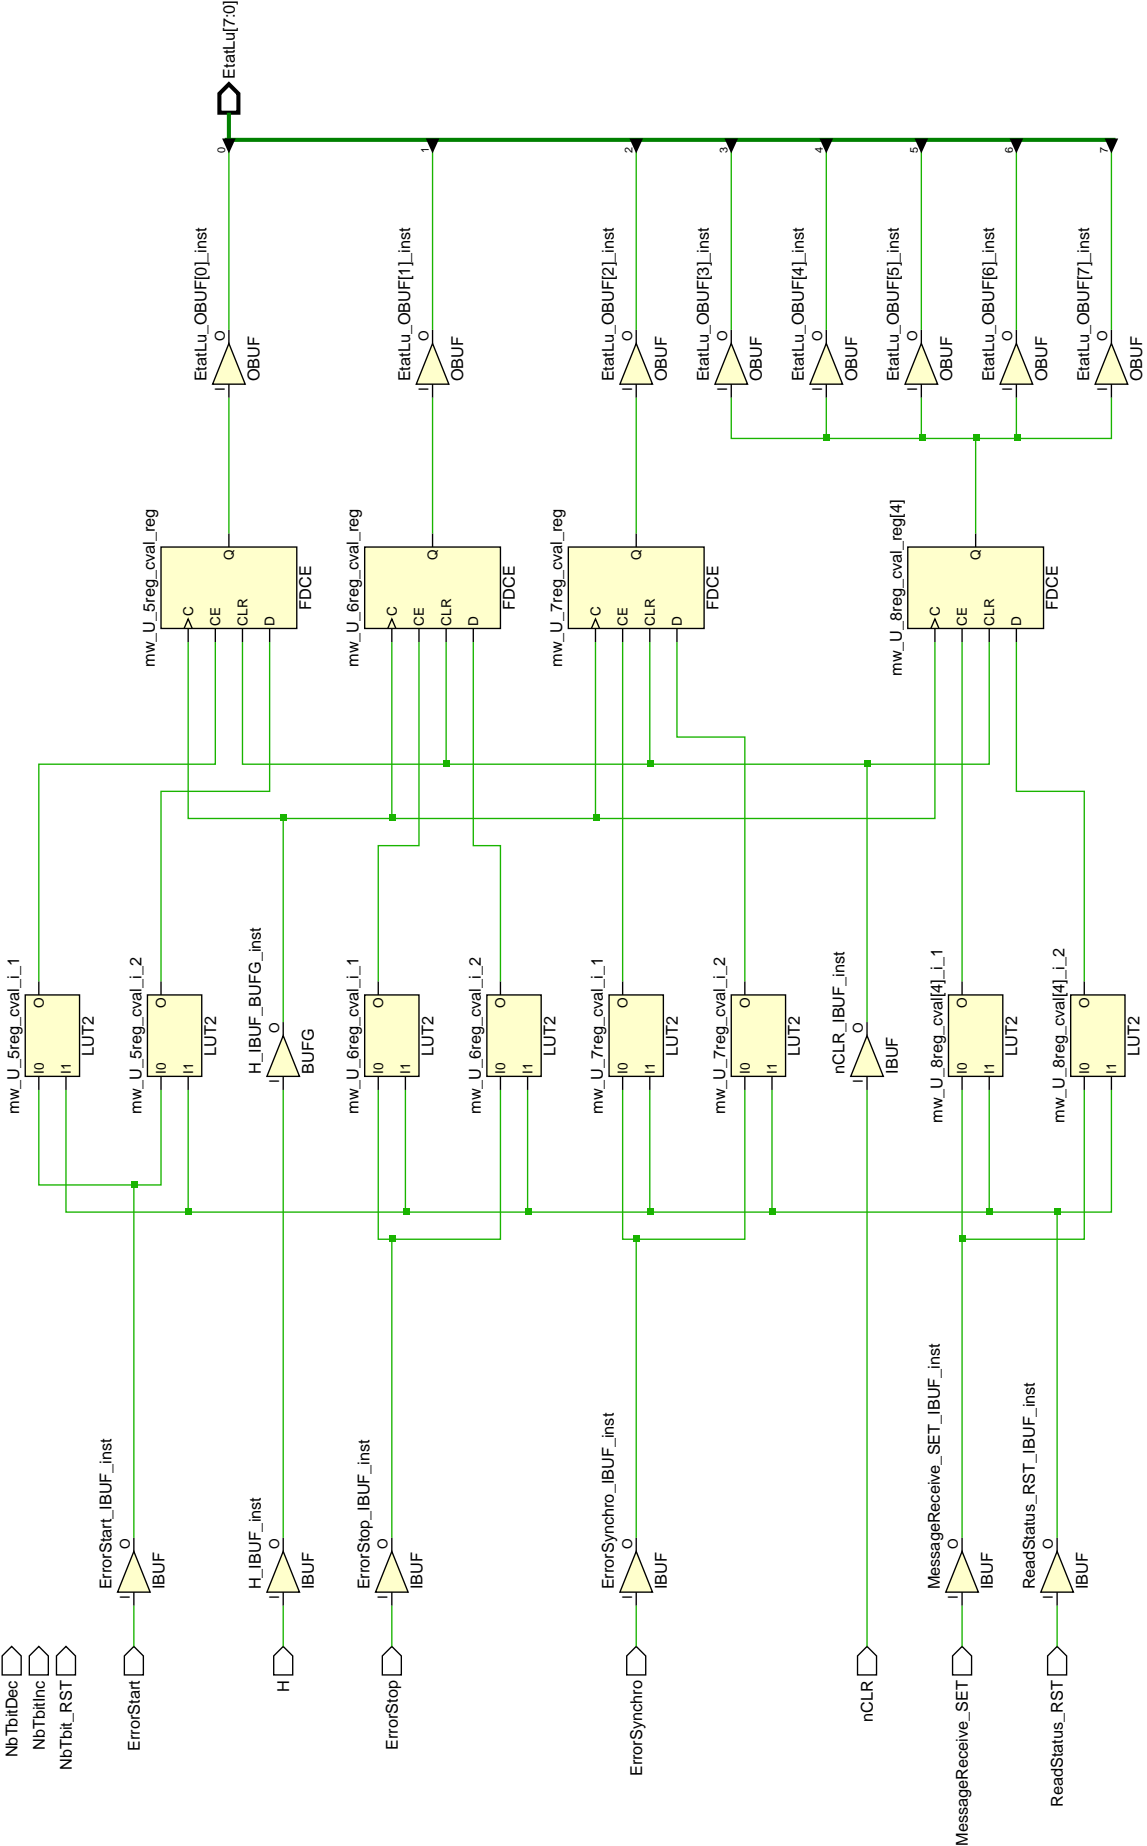 NbTbitDec
NbTbitInc
NbTbit_RST
ErrorStart
H
ErrorStop
ErrorSynchro
nCLR
MessageReceive_SET
ReadStatus_RST
ErrorStart_IBUF_inst
I
O
IBUF
H_IBUF_inst
I
O
IBUF
ErrorStop_IBUF_inst
I
O
IBUF
ErrorSynchro_IBUF_inst
I
O
IBUF
MessageReceive_SET_IBUF_inst
I
O
IBUF
ReadStatus_RST_IBUF_inst
I
O
IBUF
mw_U_5reg_cval_i_1
I0
I1
O
LUT2
mw_U_5reg_cval_i_2
I0
I1
O
LUT2
H_IBUF_BUFG_inst
I
O
BUFG
mw_U_6reg_cval_i_1
I0
I1
O
LUT2
mw_U_6reg_cval_i_2
I0
I1
O
LUT2
mw_U_7reg_cval_i_1
I0
I1
O
LUT2
mw_U_7reg_cval_i_2
I0
I1
O
LUT2
nCLR_IBUF_inst
I
O
IBUF
mw_U_8reg_cval[4]_i_1
I0
I1
O
LUT2
mw_U_8reg_cval[4]_i_2
I0
I1
O
LUT2
mw_U_5reg_cval_reg
C
CE
CLR
D
Q
FDCE
mw_U_6reg_cval_reg
C
CE
CLR
D
Q
FDCE
mw_U_7reg_cval_reg
C
CE
CLR
D
Q
FDCE
mw_U_8reg_cval_reg[4]
C
CE
CLR
D
Q
FDCE
EtatLu_OBUF[0]_inst
I
O
OBUF
EtatLu_OBUF[1]_inst
I
O
OBUF
EtatLu_OBUF[2]_inst
I
O
OBUF
EtatLu_OBUF[3]_inst
I
O
OBUF
EtatLu_OBUF[4]_inst
I
O
OBUF
EtatLu_OBUF[5]_inst
I
O
OBUF
EtatLu_OBUF[6]_inst
I
O
OBUF
EtatLu_OBUF[7]_inst
I
O
OBUF
0
1
2
3
4
5
6
7
EtatLu[7:0]